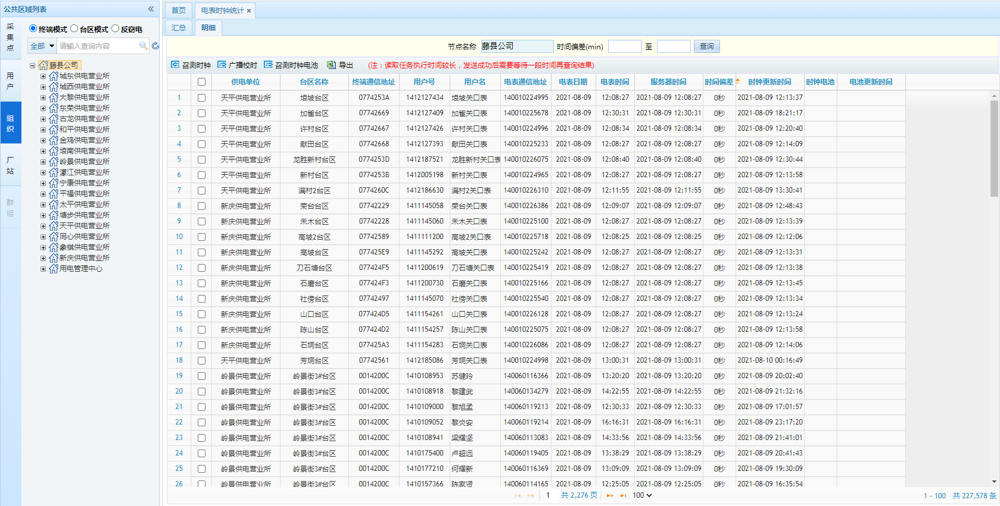 公共区域列表
采集点
用户
组织
厂站
群组
终端模式 台区模式 反窃电
全部 请输入查询内容
藤县公司
城东供电营业所
城西供电营业所
大黎供电营业所
东荣供电营业所
古龙供电营业所
和平供电营业所
金鸡供电营业所
埌南供电营业所
岭景供电营业所
濛江供电营业所
宁康供电营业所
平福供电营业所
太平供电营业所
塘步供电营业所
天平供电营业所
同心供电营业所
象棋供电营业所
新庆供电营业所
用电管理中心
首页 电表时钟统计
汇总 明细
节点名称 藤县公司 时间偏差(min) 至 查询
召测时钟 广播校时 召测时钟电池 导出 (注：读取任务执行时间较长，发送成功后需要等待一段时间再查询结果)
供电单位 台区名称 终端通信地址 用户号 用户名 电表通信地址 电表日期 电表时间 服务器时间 时间偏差 时钟更新时间 时钟电池 电池更新时间
1 天平供电营业所 埌坡台区 0774253A 1412127434 埌坡关口表 140010224995 2021-08-09 12:08:27 2021-08-09 12:08:27 0秒 2021-08-09 12:13:37
2 天平供电营业所 加雀台区 07742669 1412127409 加雀关口表 140010225678 2021-08-09 12:30:31 2021-08-09 12:30:31 0秒 2021-08-09 18:21:17
3 天平供电营业所 许村台区 07742667 1412127426 许村关口表 140010224996 2021-08-09 12:08:34 2021-08-09 12:08:34 0秒 2021-08-09 12:20:40
4 天平供电营业所 献田台区 07742668 1412127393 献田关口表 140010225233 2021-08-09 12:08:27 2021-08-09 12:08:27 0秒 2021-08-09 12:14:09
5 天平供电营业所 龙胜新村台区 0774253D 1412187521 龙胜新村关口表 140010226075 2021-08-09 12:08:40 2021-08-09 12:08:40 0秒 2021-08-09 12:30:44
6 天平供电营业所 新村台区 0774253B 1412005198 新村关口表 140010224965 2021-08-09 12:08:27 2021-08-09 12:08:27 0秒 2021-08-09 12:13:58
7 天平供电营业所 满村2台区 0774260C 1412186630 满村2关口表 140010226310 2021-08-09 12:11:55 2021-08-09 12:11:55 0秒 2021-08-09 13:30:41
8 新庆供电营业所 荣台台区 07742229 1411145058 荣台关口表 140010226386 2021-08-09 12:09:07 2021-08-09 12:09:07 0秒 2021-08-09 12:48:43
9 新庆供电营业所 禾木台区 07742228 1411145060 禾木关口表 140010225100 2021-08-09 12:08:27 2021-08-09 12:08:27 0秒 2021-08-09 12:13:39
10 新庆供电营业所 高坡2台区 07742589 1411111200 高坡2关口表 140010225718 2021-08-09 12:08:25 2021-08-09 12:08:25 0秒 2021-08-09 12:12:06
11 新庆供电营业所 高坡台区 077425E9 1411145292 高坡关口表 140010225242 2021-08-09 12:08:27 2021-08-09 12:08:27 0秒 2021-08-09 12:13:31
12 新庆供电营业所 刀石塘台区 077424F5 1411200619 刀石塘关口表 140010225419 2021-08-09 12:08:27 2021-08-09 12:08:27 0秒 2021-08-09 12:13:38
13 新庆供电营业所 石磨台区 077424F3 1411200730 石磨关口表 140010225166 2021-08-09 12:08:27 2021-08-09 12:08:27 0秒 2021-08-09 12:13:45
14 新庆供电营业所 社傍台区 07742497 1411145070 社傍关口表 140010225540 2021-08-09 12:08:27 2021-08-09 12:08:27 0秒 2021-08-09 12:13:34
15 新庆供电营业所 山口台区 077424D5 1411154261 山口关口表 140010226128 2021-08-09 12:08:27 2021-08-09 12:08:27 0秒 2021-08-09 12:13:24
16 新庆供电营业所 陈山台区 077424D2 1411154257 陈山关口表 140010225075 2021-08-09 12:08:27 2021-08-09 12:08:27 0秒 2021-08-09 12:13:58
17 新庆供电营业所 石垌台区 077425A3 1411154283 石垌关口表 140010226086 2021-08-09 12:08:27 2021-08-09 12:08:27 0秒 2021-08-09 12:14:06
18 天平供电营业所 芳垌台区 07742561 1412185086 芳垌关口表 140010224998 2021-08-09 13:00:31 2021-08-09 13:00:31 0秒 2021-08-10 00:16:49
19 岭景供电营业所 岭景街3#台区 0014200C 1410108953 苏健玲 140060116366 2021-08-09 13:20:20 2021-08-09 13:20:20 0秒 2021-08-09 20:02:40
20 岭景供电营业所 岭景街3#台区 0014200C 1410108918 黎建武 140060134279 2021-08-09 14:22:55 2021-08-09 14:22:55 0秒 2021-08-09 21:32:16
21 岭景供电营业所 岭景街3#台区 0014200C 1410109000 黎旭孟 140060119213 2021-08-09 12:30:33 2021-08-09 12:30:33 0秒 2021-08-09 17:01:57
22 岭景供电营业所 岭景街3#台区 0014200C 1410109052 黎炎安 140060119214 2021-08-09 16:16:31 2021-08-09 16:16:31 0秒 2021-08-09 23:17:20
23 岭景供电营业所 岭景街3#台区 0014200C 1410108941 梁耀坚 140060113083 2021-08-09 14:33:56 2021-08-09 14:33:56 0秒 2021-08-09 21:41:01
24 岭景供电营业所 岭景街3#台区 0014200C 1410175400 卢超远 140060119405 2021-08-09 13:38:29 2021-08-09 13:38:29 0秒 2021-08-09 20:41:43
25 岭景供电营业所 岭景街3#台区 0014200C 1410177210 何耀新 140060116369 2021-08-09 13:09:09 2021-08-09 13:09:09 0秒 2021-08-09 19:30:09
26 岭景供电营业所 岭景街3#台区 0014200C 1410157366 陈家贤 140060114165 2021-08-09 12:25:05 2021-08-09 12:25:05 0秒 2021-08-09 16:35:54
1 共 2,276 页 100 1 - 100 共 227,578 条